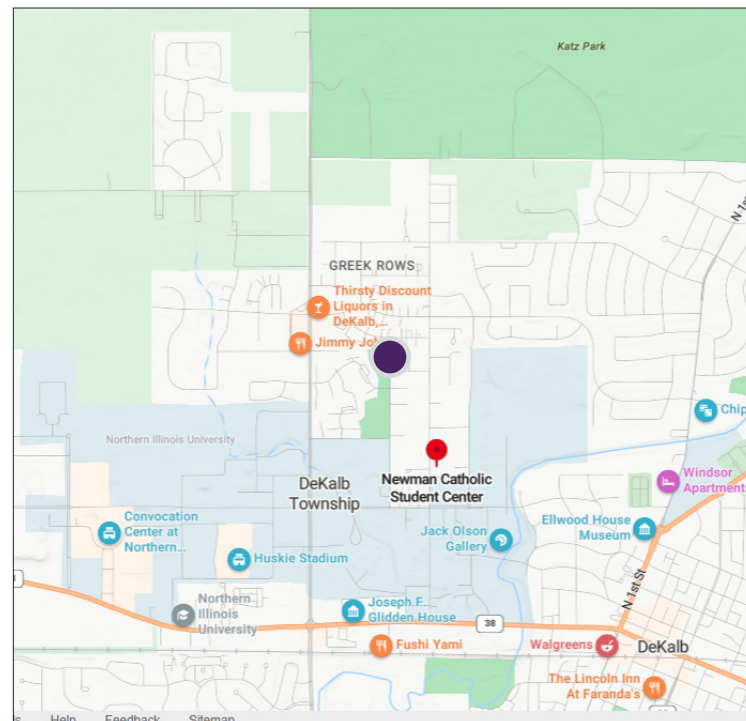 Katz Park
GREEK ROWS
Thirsty Discount
Liquors in
DeKalb,...
Jimmy Jo
Northern Illinois University
Chip
Newman Catholic
Student Center
Windsor
Apartment
DeKalb
Township
Convocation
Center at
Northern...
Jack Olson
Gallery
Ellwood House
Museum
Huskie Stadium
N 1st St
Northern
Illinois
University
Joseph F.
Glidden House
38
Fushi Yami
Walgreens
DeKalb
The Lincoln Inn
At Faranda's
Help Feedback Sitemap